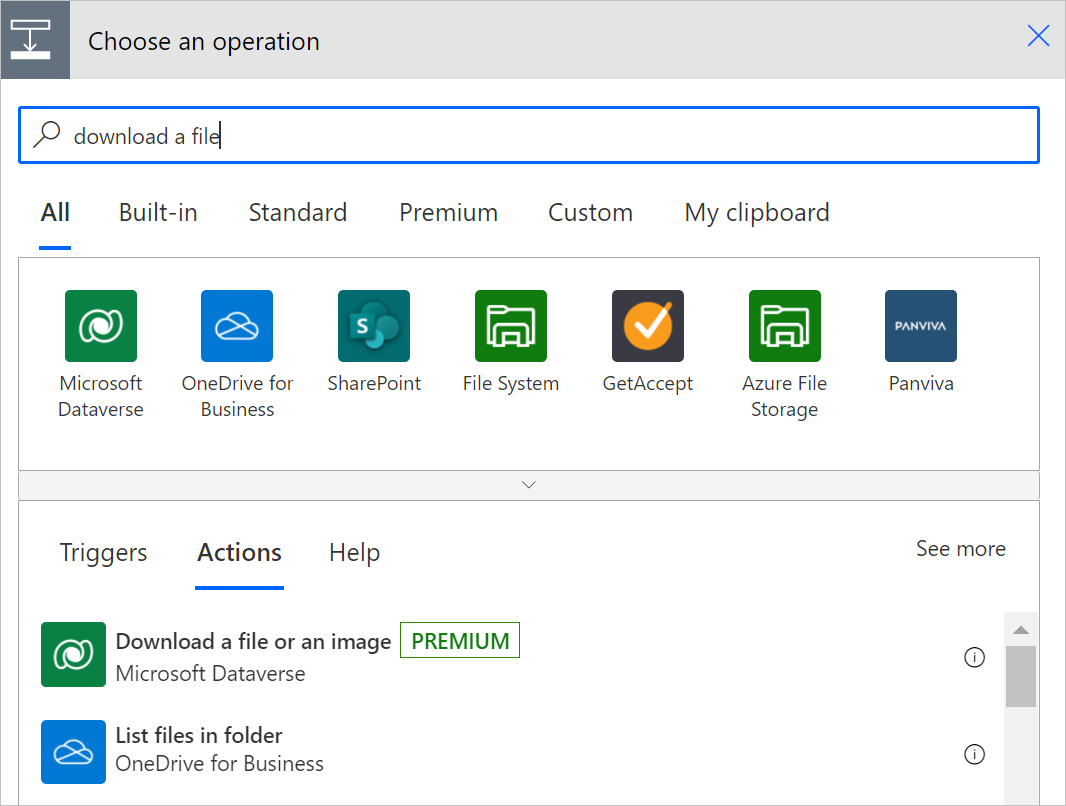 Choose an operation
download a file
All Built-in Standard Premium Custom My clipboard
S PANVIVA
Microsoft Dataverse
OneDrive for Business
SharePoint
File System
GetAccept
Azure File Storage
Panviva
Triggers Actions Help See more
Download a file or an image PREMIUM
Microsoft Dataverse
List files in folder
OneDrive for Business